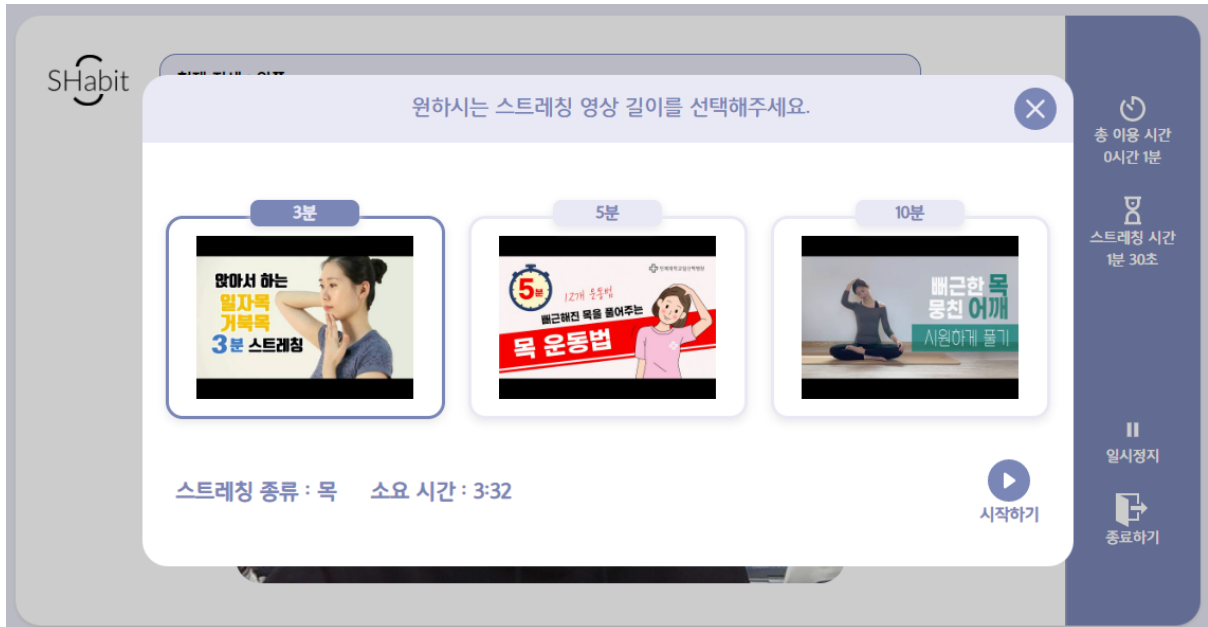 SHabit
원하시는 스트레칭 영상 길이를 선택해주세요.
총 이용 시간
0시간 1분
스트레칭 시간
1분 30초
3분
앉아서 하는
일자목
거북목
3분 스트레칭
5분
5분
12개 운동법
뻐근해진 목을 풀어주는
목 운동법
10분
뻐근한 목
뭉친 어깨
시원하게 풀기
스트레칭 종류 : 목
소요 시간 : 3:32
시작하기
일시정지
종료하기